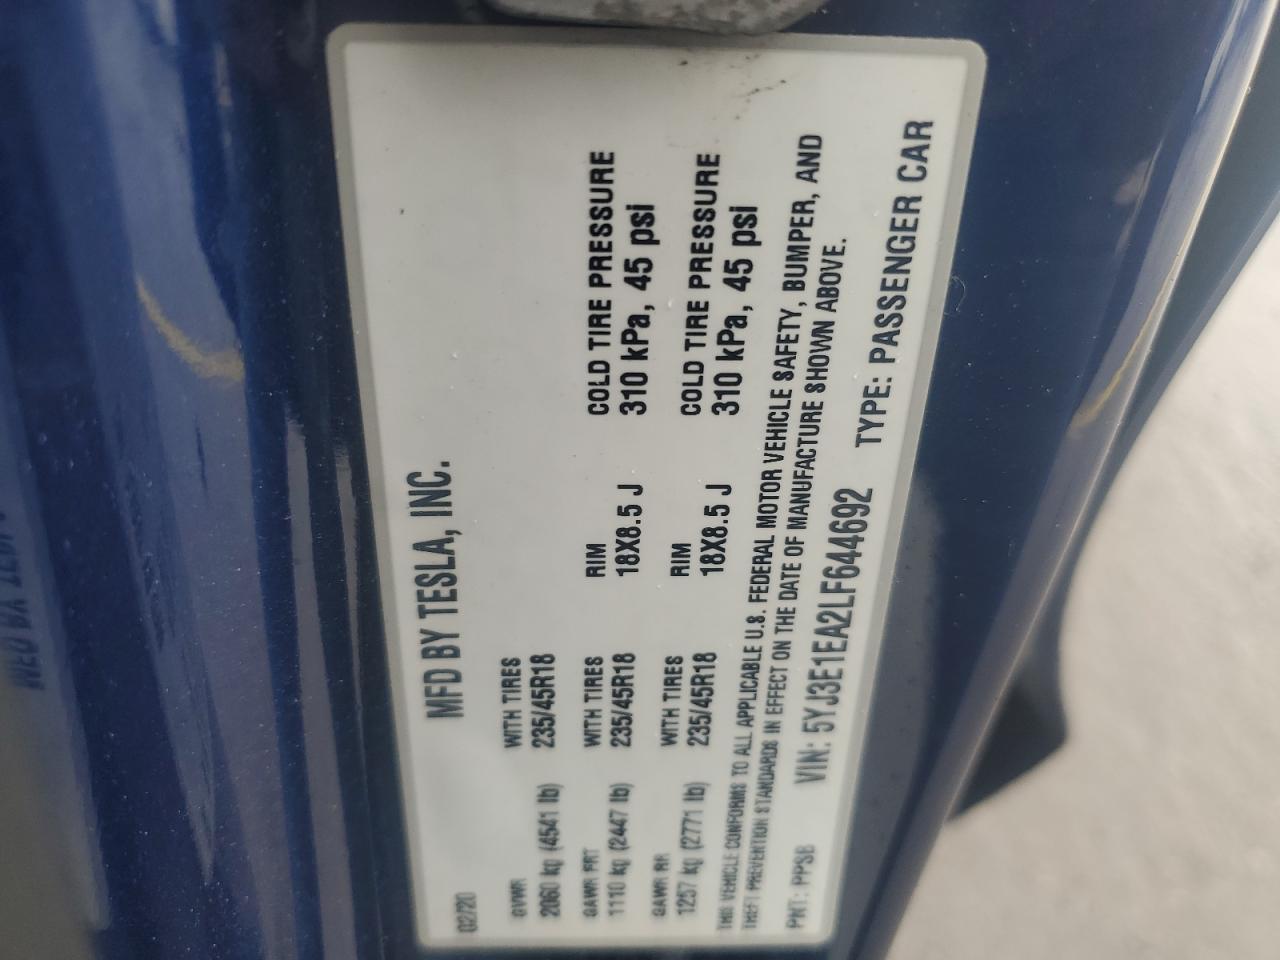 MFD BY TESLA, INC.
02/20
GVWR
2060 kg (4541 lb)
WITH TIRES
235/45R18
GAWR FRT
1110 kg (2447 lb)
WITH TIRES
235/45R18
RIM
18X8.5 J
COLD TIRE PRESSURE
310 kPa, 45 psi
GAWR RR
1257 kg (2771 lb)
WITH TIRES
235/45R18
RIM
18X8.5 J
COLD TIRE PRESSURE
310 kPa, 45 psi
THIS VEHICLE CONFORMS TO ALL APPLICABLE U.S. FEDERAL MOTOR VEHICLE SAFETY, BUMPER, AND
THEFT PREVENTION STANDARDS IN EFFECT ON THE DATE OF MANUFACTURE SHOWN ABOVE.
PNT: PPSB VIN: 5YJ3E1EA2LF644692 TYPE: PASSENGER CAR